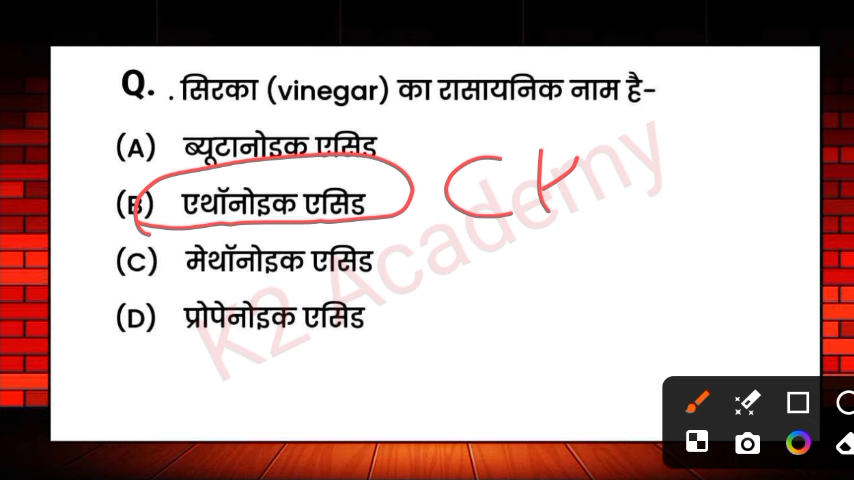 Q. . सिरका (vinegar) का रासायनिक नाम है-
(A) ब्यूटानोइक एसिड
(B) एथॉनोइक एसिड
(C) मेथॉनोइक एसिड
(D) प्रोपेनोइक एसिड
K2 Academy